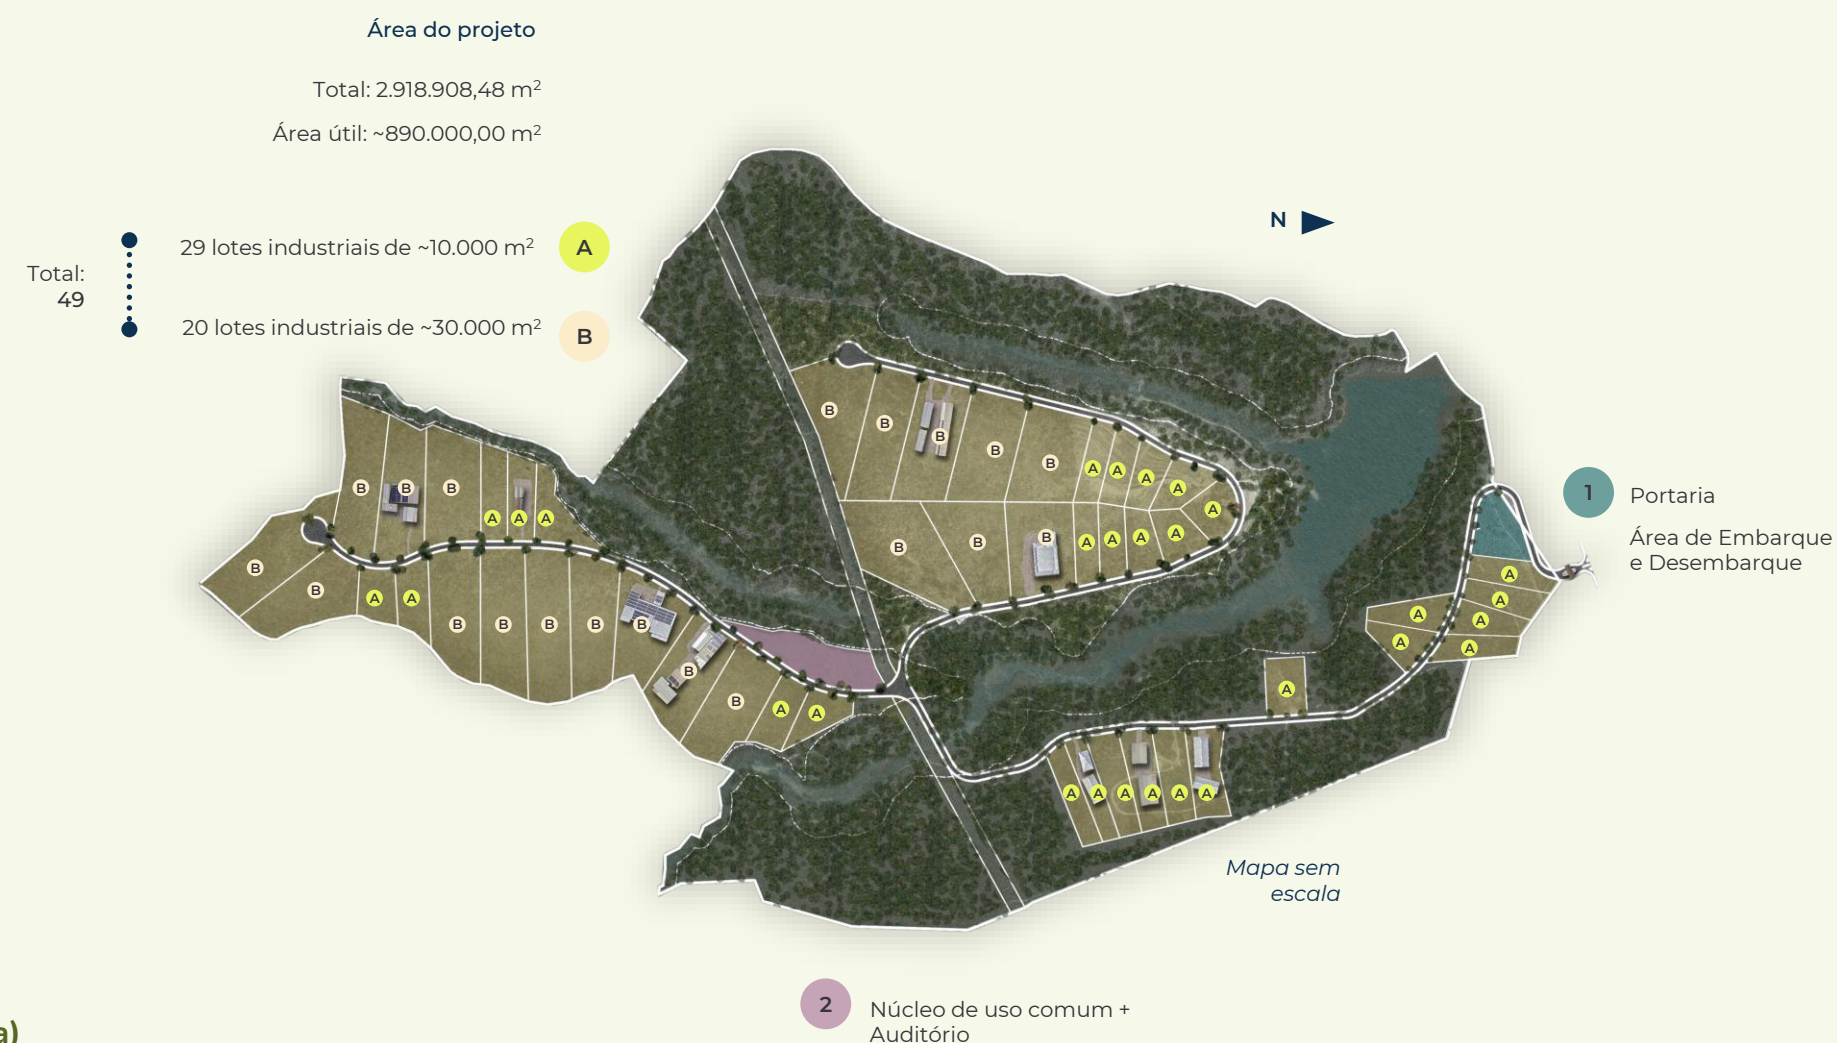 Área do projeto
Total: 2.918.908,48 m²
Área útil: ~890.000,00 m²
Total:
49
29 lotes industriais de ~10.000 m²
A
20 lotes industriais de ~30.000 m²
B
N
B B B B B A A A A A
B B B A A A A
B B B A A A
B B A A B B B B B B B A A
1
Portaria
Área de Embarque
e Desembarque
A A A A A A
A
A A A A A A
Mapa sem
escala
2
Núcleo de uso comum +
Auditório
a)